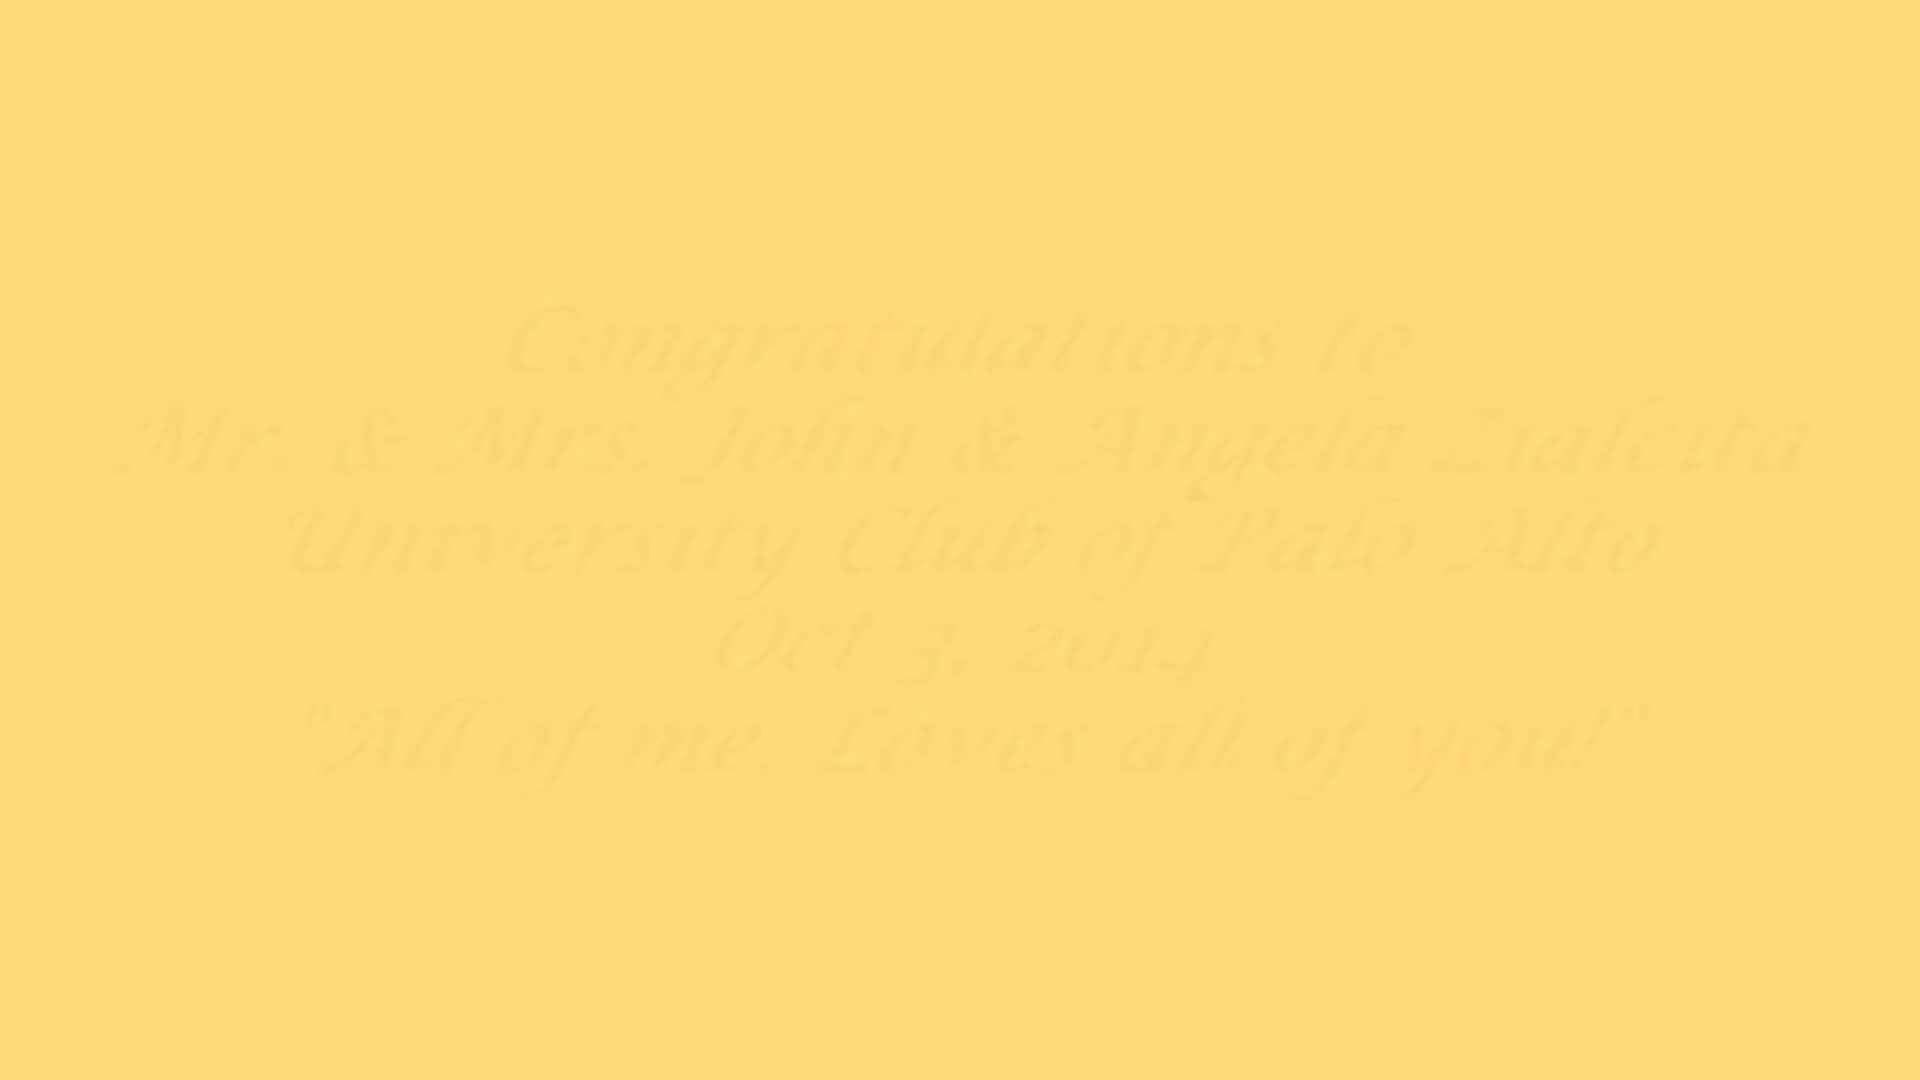 Congratulations to
Mr. & Mrs. John & Angela Zialcita
University Club of Palo Alto
Oct 3, 2014
"All of me, Loves all of you!"